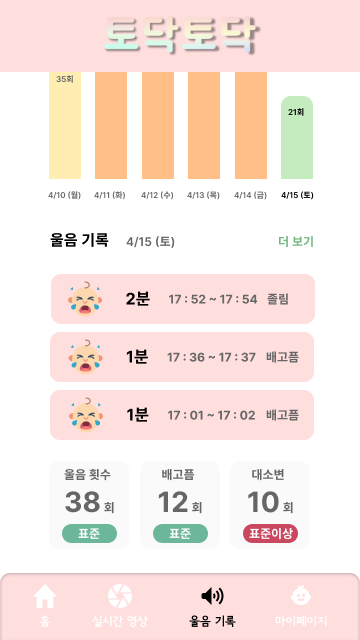 토닥토닥
35회
21회
4/10 (월) 4/11 (화) 4/12 (수) 4/13 (목) 4/14 (금) 4/15 (토)
울음 기록 4/15 (토) 더 보기
2분 17 : 52 ~ 17 : 54 졸림
1분 17 : 36 ~ 17 : 37 배고픔
1분 17 : 01 ~ 17 : 02 배고픔
울음 횟수 배고픔 대소변
38 회 12 회 10 회
표준 표준 표준이상
홈 실시간 영상 울음 기록 마이페이지